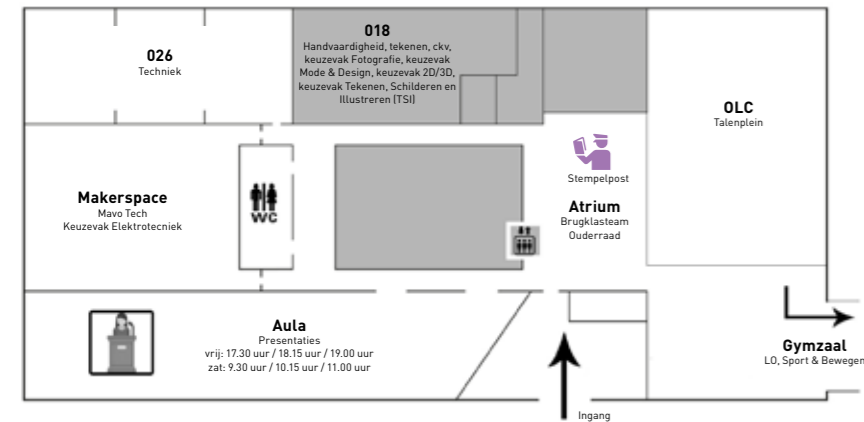 026
Techniek
018
Handvaardigheid, tekenen, ckv,
keuzevak Fotografie, keuzevak
Mode & Design, keuzevak 2D/3D,
keuzevak Tekenen, Schilderen en
Illustreren (TSI)
OLC
Talenplein
Stempelpost
Makerspace
Mavo Tech
Keuzevak Elektrotecniek
WC
Atrium
Brugklasteam
Ouderraad
Aula
Presentaties
vrij: 17.30 uur / 18.15 uur / 19.00 uur
zat: 9.30 uur / 10.15 uur / 11.00 uur
Gymzaal
LO, Sport & Bewegen
Ingang